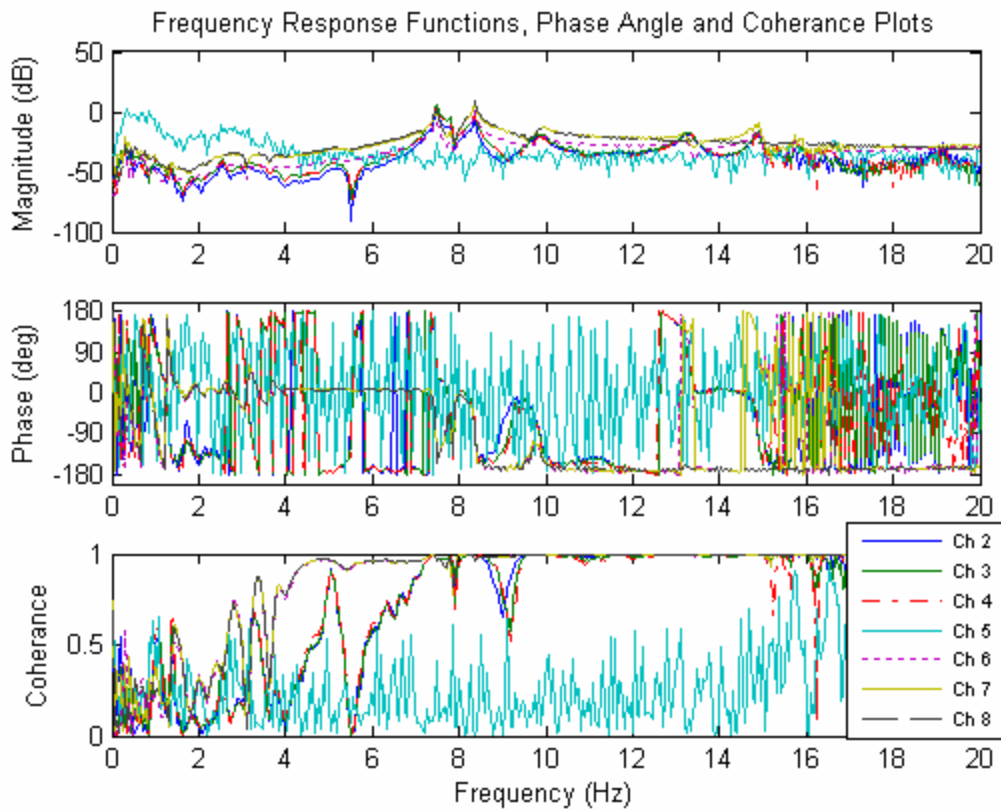 Frequency Response Functions, Phase Angle and Coherance Plots
Magnitude (dB)
50
0
-50
-100
0 2 4 6 8 10 12 14 16 18 20
Phase (deg)
180
90
0
-90
-180
0 2 4 6 8 10 12 14 16 18 20
Coherance
1
0.5
0
0 2 4 6 8 10 12 14 16 18 20
Frequency (Hz)
Ch 2
Ch 3
Ch 4
Ch 5
Ch 6
Ch 7
Ch 8